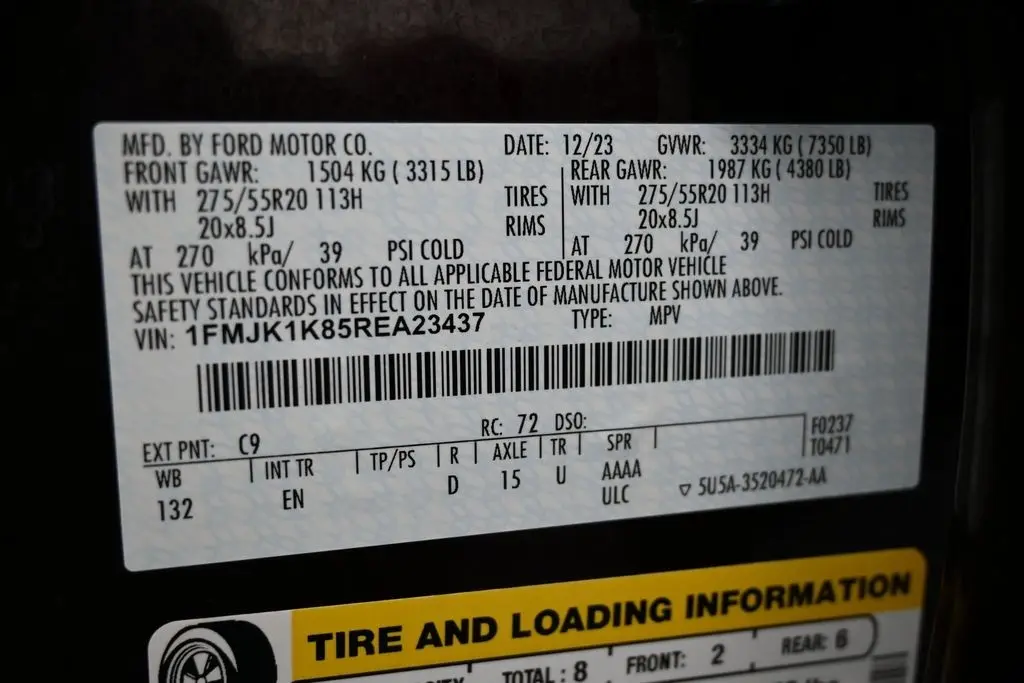 MFD. BY FORD MOTOR CO. DATE: 12/23 GVWR: 3334 KG ( 7350 LB)
FRONT GAWR: 1504 KG ( 3315 LB) REAR GAWR: 1987 KG ( 4380 LB)
WITH 275/55R20 113H TIRES WITH 275/55R20 113H TIRES
20x8.5J RIMS 20x8.5J RIMS
AT 270 kPa/ 39 PSI COLD AT 270 kPa/ 39 PSI COLD
THIS VEHICLE CONFORMS TO ALL APPLICABLE FEDERAL MOTOR VEHICLE
SAFETY STANDARDS IN EFFECT ON THE DATE OF MANUFACTURE SHOWN ABOVE.
VIN: 1FMJK1K85REA23437 TYPE: MPV
EXT PNT: C9 RC: 72 DSO: F0237
WB INT TR TP/PS R AXLE TR SPR T0471
132 EN D 15 U AAAA
ULC ▽ 5U5A-3520472-AA
TIRE AND LOADING INFORMATION
TOTAL: 8 FRONT: 2 REAR: 6